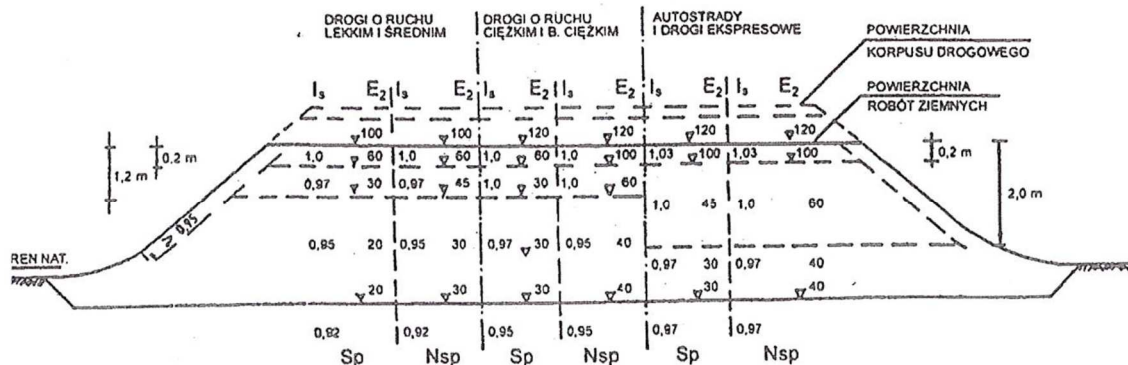 DROGI O RUCHU
LEKKIM I ŚREDNIM
DROGI O RUCHU
CIĘŻKIM I B. CIĘŻKIM
AUTOSTRADY
I DROGI EKSPRESOWE
POWIERZCHNIA
KORPUSU DROGOWEGO
POWIERZCHNIA
ROBÓT ZIEMNYCH
Is E2 Is E2 Is E2 Is E2 Is E2 Is E2
100 100 120 120 120 120
0,2 m 1,0 60 1,0 60 1,0 60 1,0 100 1,03 100 1,03 100 0,2 m
1,2 m 0,97 30 0,97 45 1,0 30 1,0 60
1,0 45 1,0 60 2,0 m
Is ≥ 0,95
0,95 20 0,95 30 0,97 30 0,95 40
REN NAT.
0,97 30 0,97 40
20 30 30 40 30 40
0,92 0,92 0,95 0,95 0,97 0,97
Sp Nsp Sp Nsp Sp Nsp